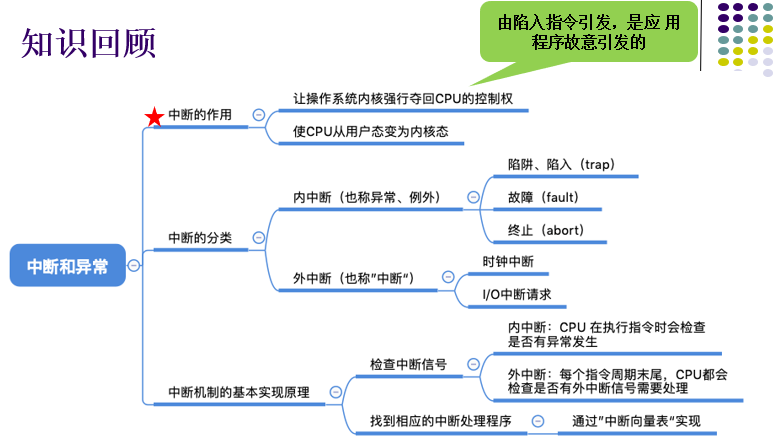 知识回顾
由陷入指令引发，是应 用
程序故意引发的
中断和异常
中断的作用
让操作系统内核强行夺回CPU的控制权
使CPU从用户态变为内核态
中断的分类
内中断（也称异常、例外）
陷阱、陷入（trap）
故障（fault）
终止（abort）
外中断（也称”中断“）
时钟中断
I/O中断请求
中断机制的基本实现原理
检查中断信号
内中断：CPU 在执行指令时会检查
是否有异常发生
外中断：每个指令周期末尾，CPU都会
检查是否有外中断信号需要处理
找到相应的中断处理程序
通过”中断向量表“实现